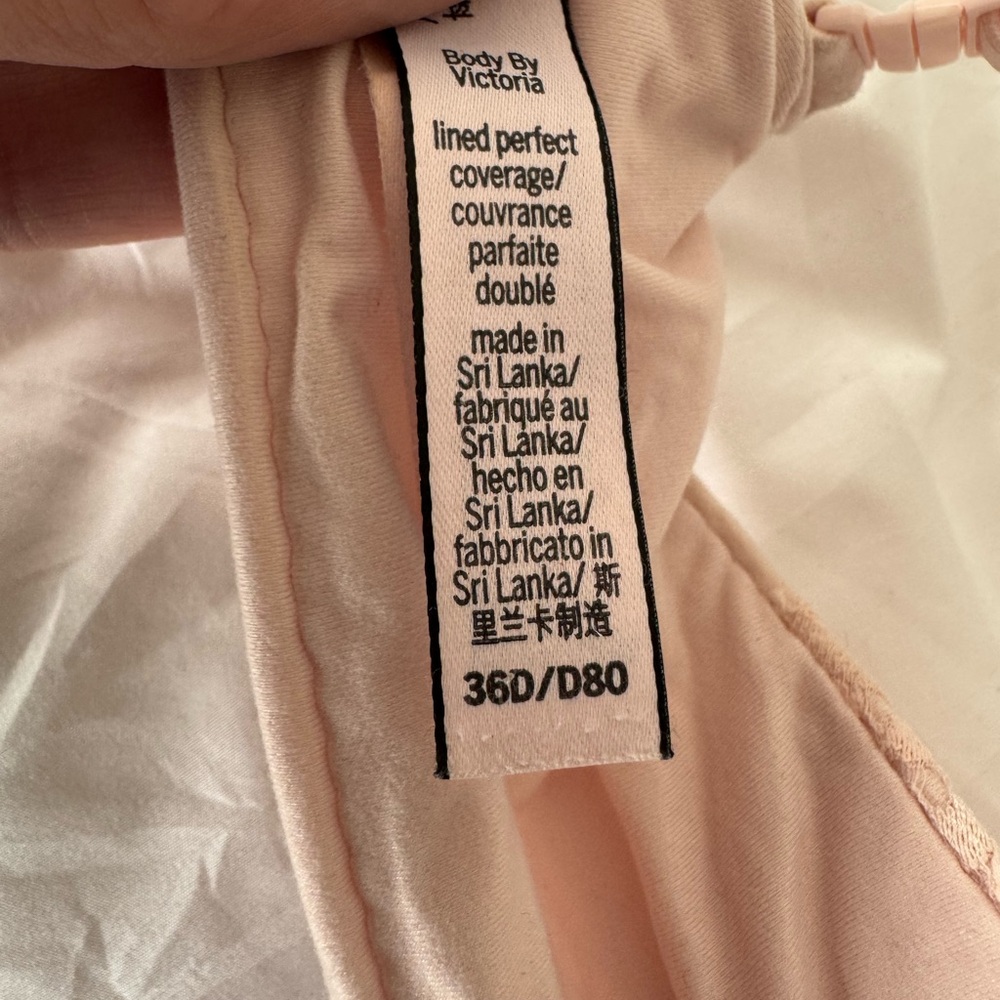 Body By
Victoria
lined perfect
coverage/
couvrance
parfaite
doublé
made in
Sri Lanka/
fabriqué au
Sri Lanka/
hecho en
Sri Lanka/
fabbricato in
Sri Lanka/ 斯
里兰卡制造
36D/D80